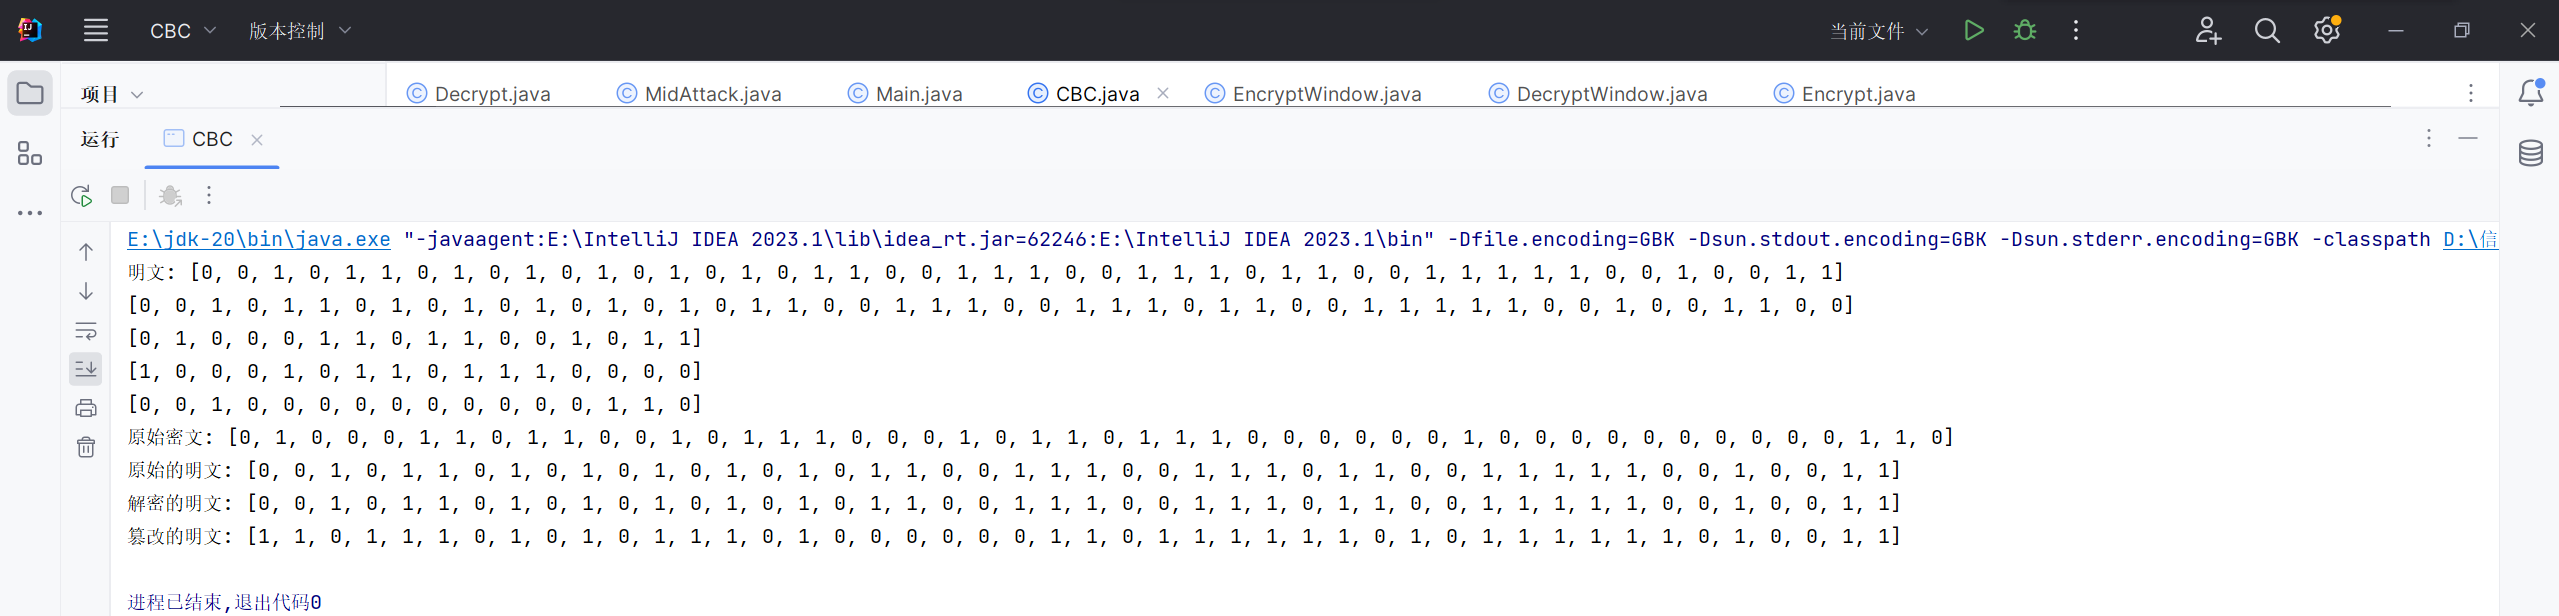 CBC 版本控制 当前文件
项目 Decrypt.java MidAttack.java Main.java CBC.java EncryptWindow.java DecryptWindow.java Encrypt.java
运行 CBC
E:\jdk-20\bin\java.exe "-javaagent:E:\IntelliJ IDEA 2023.1\lib\idea_rt.jar=62246:E:\IntelliJ IDEA 2023.1\bin" -Dfile.encoding=GBK -Dsun.stdout.encoding=GBK -Dsun.stderr.encoding=GBK -classpath D:\信
明文: [0, 0, 1, 0, 1, 1, 0, 1, 0, 1, 0, 1, 0, 1, 0, 1, 0, 1, 1, 0, 0, 1, 1, 1, 0, 0, 1, 1, 1, 0, 1, 1, 0, 0, 1, 1, 1, 1, 1, 0, 0, 1, 0, 0, 1, 1]
[0, 0, 1, 0, 1, 1, 0, 1, 0, 1, 0, 1, 0, 1, 0, 1, 0, 1, 1, 0, 0, 1, 1, 1, 0, 0, 1, 1, 1, 0, 1, 1, 0, 0, 1, 1, 1, 1, 1, 0, 0, 1, 0, 0, 1, 1, 0, 0]
[0, 1, 0, 0, 0, 1, 1, 0, 1, 1, 0, 0, 1, 0, 1, 1]
[1, 0, 0, 0, 1, 0, 1, 1, 0, 1, 1, 1, 0, 0, 0, 0]
[0, 0, 1, 0, 0, 0, 0, 0, 0, 0, 0, 0, 0, 1, 1, 0]
原始密文: [0, 1, 0, 0, 0, 1, 1, 0, 1, 1, 0, 0, 1, 0, 1, 1, 1, 0, 0, 0, 1, 0, 1, 1, 0, 1, 1, 1, 0, 0, 0, 0, 0, 0, 1, 0, 0, 0, 0, 0, 0, 0, 0, 0, 0, 1, 1, 0]
原始的明文: [0, 0, 1, 0, 1, 1, 0, 1, 0, 1, 0, 1, 0, 1, 0, 1, 0, 1, 1, 0, 0, 1, 1, 1, 0, 0, 1, 1, 1, 0, 1, 1, 0, 0, 1, 1, 1, 1, 1, 0, 0, 1, 0, 0, 1, 1]
解密的明文: [0, 0, 1, 0, 1, 1, 0, 1, 0, 1, 0, 1, 0, 1, 0, 1, 0, 1, 1, 0, 0, 1, 1, 1, 0, 0, 1, 1, 1, 0, 1, 1, 0, 0, 1, 1, 1, 1, 1, 0, 0, 1, 0, 0, 1, 1]
篡改的明文: [1, 1, 0, 1, 1, 1, 0, 1, 0, 1, 0, 1, 1, 1, 0, 1, 0, 0, 0, 0, 0, 0, 1, 1, 0, 1, 1, 1, 1, 1, 1, 0, 1, 0, 1, 1, 1, 1, 1, 1, 0, 1, 0, 0, 1, 1]
进程已结束,退出代码0